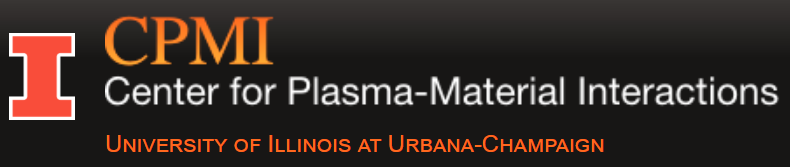 CPMI
Center for Plasma-Material Interactions
University of Illinois at Urbana-Champaign